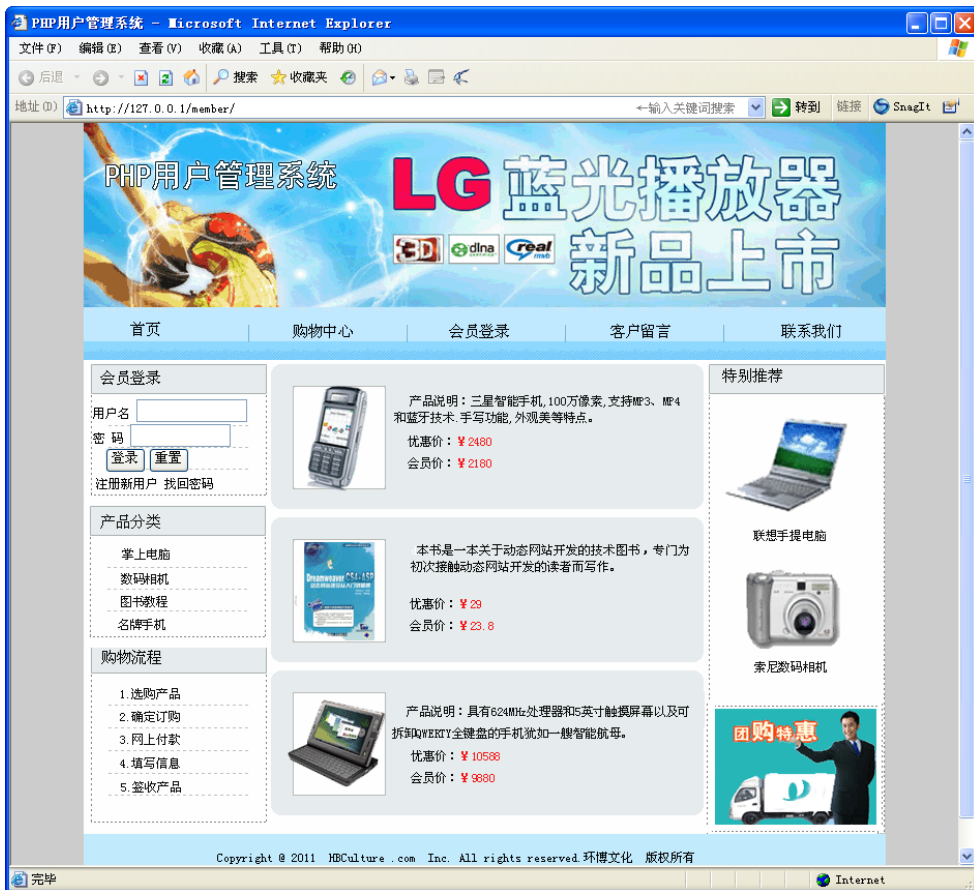 PHP用户管理系统 - Microsoft Internet Explorer
文件(F) 编辑(E) 查看(V) 收藏(A) 工具(T) 帮助(H)
后退 搜索 收藏夹
地址(D) http://127.0.0.1/member/ ←输入关键词搜索 转到 链接 SnagIt
PHP用户管理系统
LG 蓝光播放器
3D dlna real
新品上市
首页 购物中心 会员登录 客户留言 联系我们
会员登录
用户名
密 码
登录 重置
注册新用户 找回密码
产品分类
掌上电脑
数码相机
图书教程
名牌手机
购物流程
1.选购产品
2.确定订购
3.网上付款
4.填写信息
5.签收产品
产品说明：三星智能手机,100万像素,支持MP3、MP4
和蓝牙技术.手写功能,外观美等特点。
优惠价：￥2480
会员价：￥2180
Dreamweaver CS4+ASP
本书是一本关于动态网站开发的技术图书，专门为
初次接触动态网站开发的读者而写作。
优惠价：￥29
会员价：￥23.8
产品说明：具有624MHz处理器和5英寸触摸屏幕以及可
拆卸QWERTY全键盘的手机犹如一艘智能航母。
优惠价：￥10588
会员价：￥9880
特别推荐
联想手提电脑
索尼数码相机
团购特惠
Copyright @ 2011 HBCulture .com Inc. All rights reserved.环博文化 版权所有
完毕 Internet